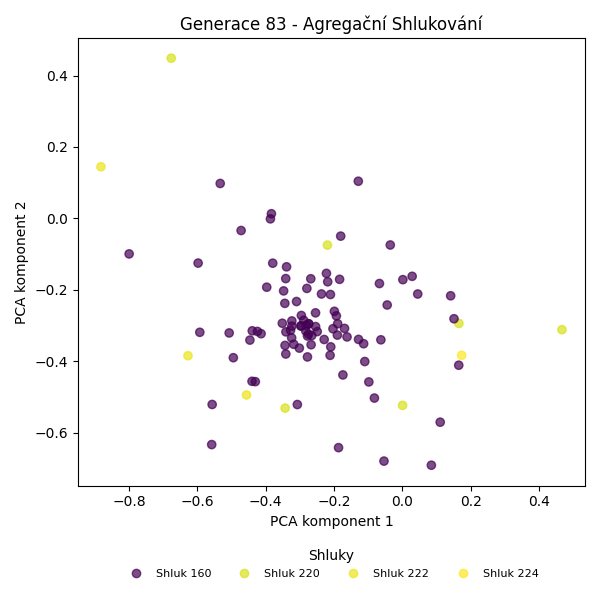 Generace 83 - Agregační Shlukování
PCA komponent 2
0.4
0.2
0.0
−0.2
−0.4
−0.6
−0.8 −0.6 −0.4 −0.2 0.0 0.2 0.4
PCA komponent 1
Shluky
Shluk 160 Shluk 220 Shluk 222 Shluk 224